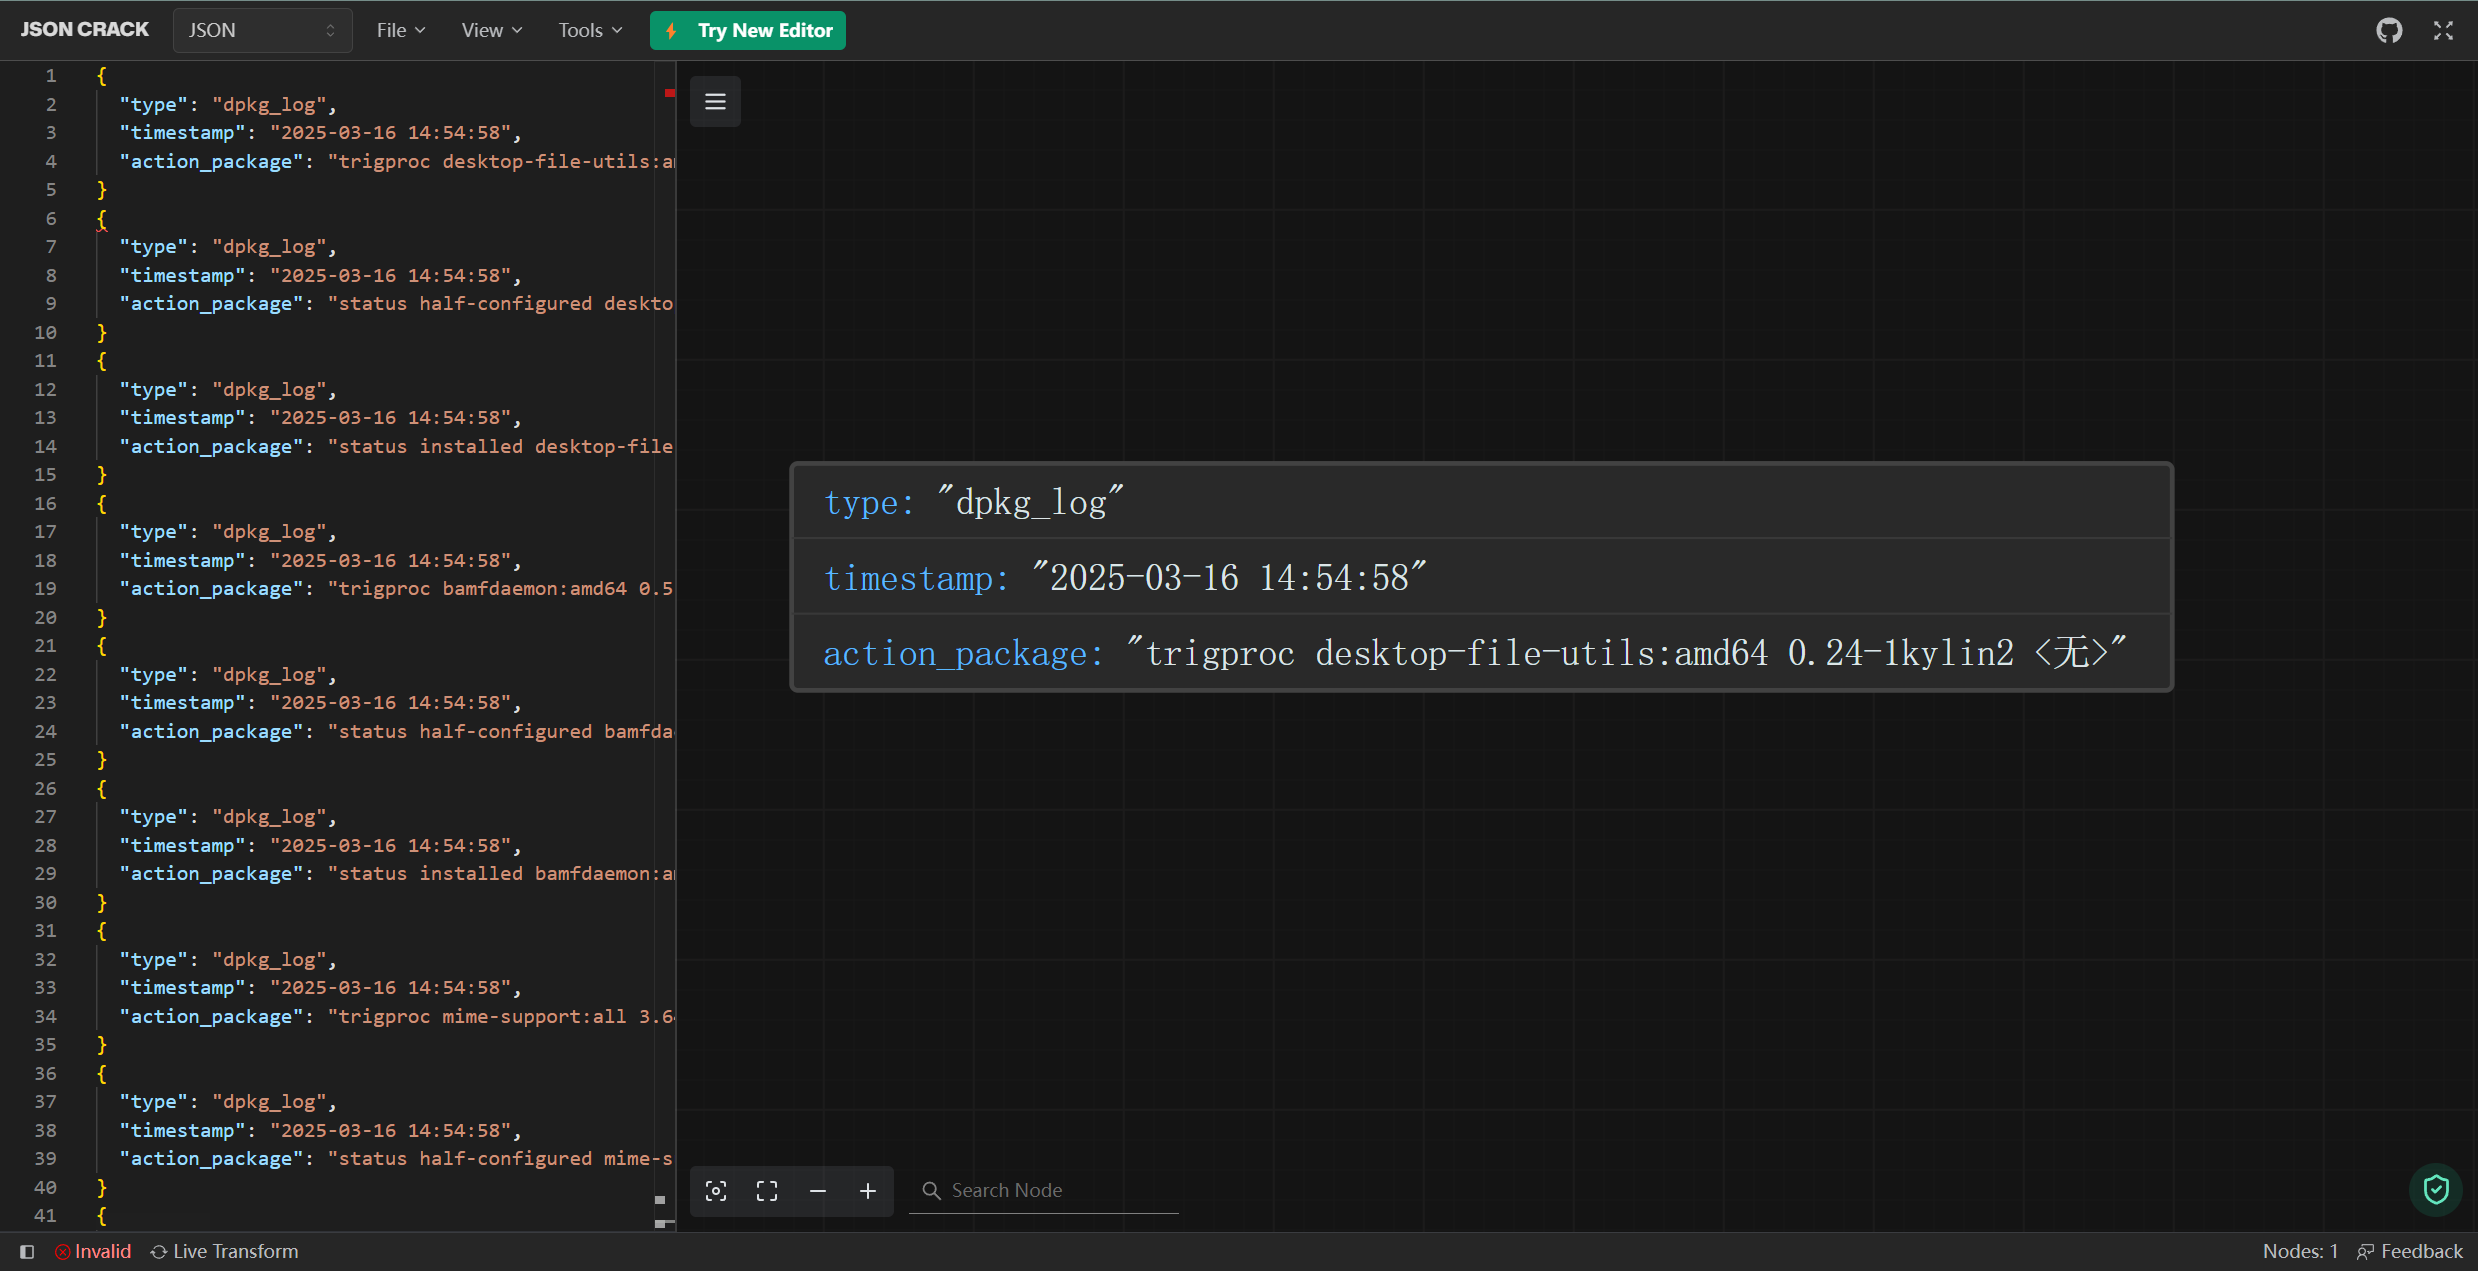 JSON CRACK
JSON
File
View
Tools
Try New Editor
1 {
2 "type": "dpkg_log",
3 "timestamp": "2025-03-16 14:54:58",
4 "action_package": "trigproc desktop-file-utils:
5 }
6 {
7 "type": "dpkg_log",
8 "timestamp": "2025-03-16 14:54:58",
9 "action_package": "status half-configured deskto
10 }
11 {
12 "type": "dpkg_log",
13 "timestamp": "2025-03-16 14:54:58",
14 "action_package": "status installed desktop-file
15 }
16 {
17 "type": "dpkg_log",
18 "timestamp": "2025-03-16 14:54:58",
19 "action_package": "trigproc bamfdaemon:amd64 0.5
20 }
21 {
22 "type": "dpkg_log",
23 "timestamp": "2025-03-16 14:54:58",
24 "action_package": "status half-configured bamfda
25 }
26 {
27 "type": "dpkg_log",
28 "timestamp": "2025-03-16 14:54:58",
29 "action_package": "status installed bamfdaemon:a
30 }
31 {
32 "type": "dpkg_log",
33 "timestamp": "2025-03-16 14:54:58",
34 "action_package": "trigproc mime-support:all 3.6
35 }
36 {
37 "type": "dpkg_log",
38 "timestamp": "2025-03-16 14:54:58",
39 "action_package": "status half-configured mime-s
40 }
41 {
type: "dpkg_log"
timestamp: "2025-03-16 14:54:58"
action_package: "trigproc desktop-file-utils:amd64 0.24-1kylin2 <无>"
Search Node
Invalid
Live Transform
Nodes: 1
Feedback